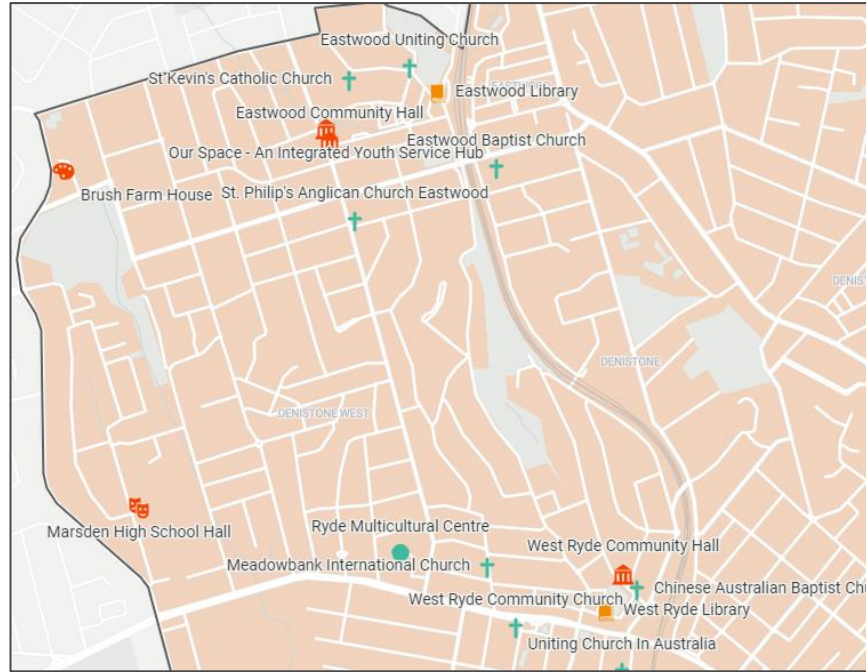 Eastwood Uniting Church
St Kevin's Catholic Church
EASTWOOD
Eastwood Library
Eastwood Community Hall
Eastwood Baptist Church
Our Space - An Integrated Youth Service Hub
Brush Farm House
St. Philip's Anglican Church Eastwood
DENIST
DENISTONE
DENISTONE WEST
Marsden High School Hall
Ryde Multicultural Centre
West Ryde Community Hall
Meadowbank International Church
Chinese Australian Baptist Chu
West Ryde Community Church
West Ryde Library
Uniting Church In Australia